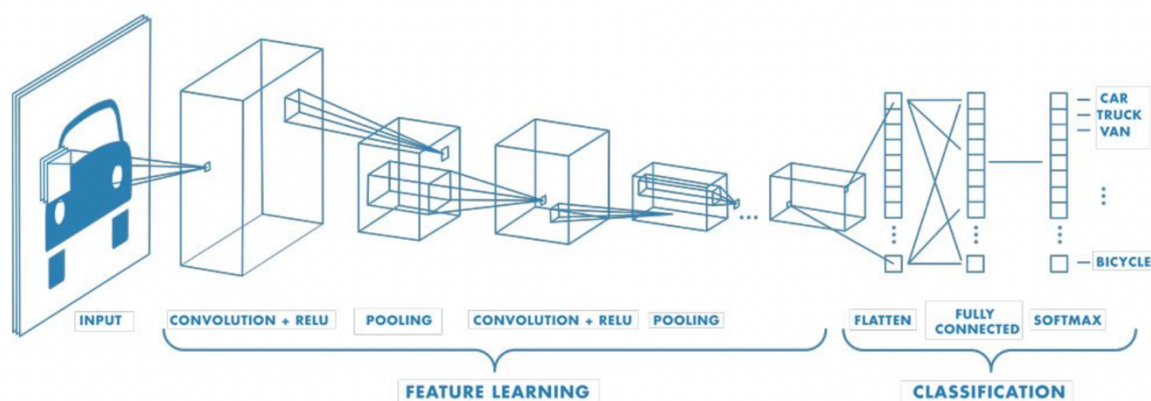 CAR
TRUCK
VAN
BICYCLE
INPUT
CONVOLUTION + RELU
POOLING
CONVOLUTION + RELU
POOLING
FLATTEN
FULLY
CONNECTED
SOFTMAX
FEATURE LEARNING
CLASSIFICATION